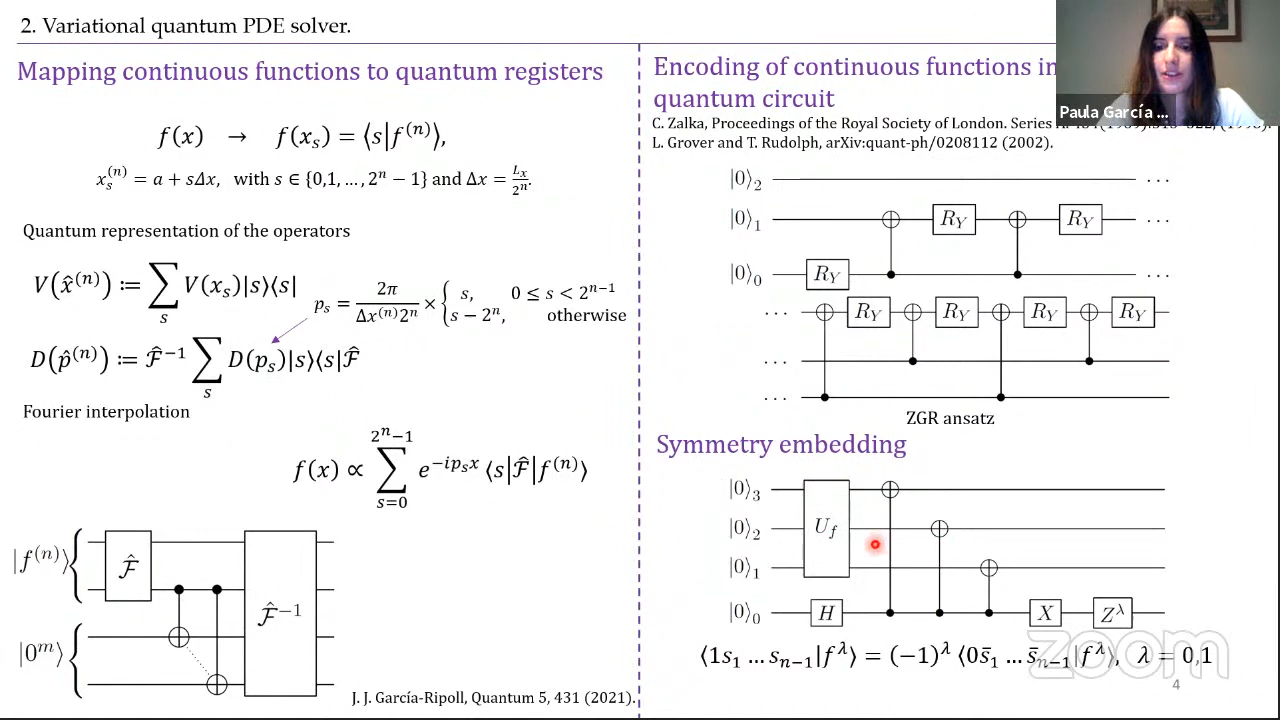 2. Variational quantum PDE solver.
Mapping continuous functions to quantum registers
f(x) → f(x_s) = ⟨s|f^(n)⟩,
x_s^(n) = a + sΔx, with s ∈ {0,1, …, 2^n − 1} and Δx = L_x/2^n.
Quantum representation of the operators
V(x̂^(n)) ≔ ∑_s V(x_s)|s⟩⟨s|
p_s = 2π/(Δx^(n)2^n) × { s, 0 ≤ s < 2^(n−1)
s − 2^n, otherwise
D(p̂^(n)) ≔ F̂^−1 ∑_s D(p_s)|s⟩⟨s|F̂
Fourier interpolation
f(x) ∝ ∑_{s=0}^{2^n−1} e^{−ip_s x} ⟨s|F̂|f^(n)⟩
|f^(n)⟩ F̂ F̂^−1
|0^m⟩
J. J. García-Ripoll, Quantum 5, 431 (2021).
Encoding of continuous functions in
quantum circuit
C. Zalka, Proceedings of the Royal Society of London. Series
L. Grover and T. Rudolph, arXiv:quant-ph/0208112 (2002).
|0⟩_2 ···
|0⟩_1 R_Y R_Y ···
|0⟩_0 R_Y ···
··· R_Y R_Y R_Y R_Y
···
···
ZGR ansatz
Symmetry embedding
|0⟩_3
|0⟩_2 U_f
|0⟩_1
|0⟩_0 H X Z^λ
⟨1s_1 … s_{n−1}|f^λ⟩ = (−1)^λ ⟨0s̄_1 … s̄_{n−1}|f^λ⟩, λ = 0,1
zoom
4
Paula García ...